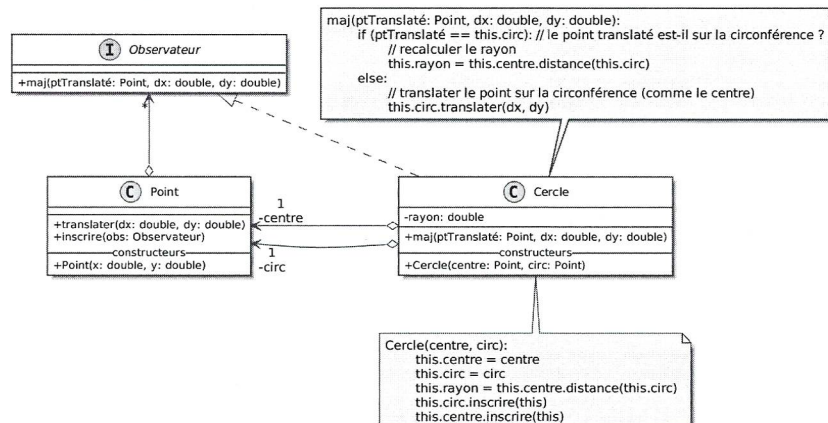 maj(ptTranslaté: Point, dx: double, dy: double):
if (ptTranslaté == this.circ): // le point translaté est-il sur la circonférence ?
// recalculer le rayon
this.rayon = this.centre.distance(this.circ)
else:
// translater le point sur la circonférence (comme le centre)
this.circ.translater(dx, dy)
I Observateur
+maj(ptTranslaté: Point, dx: double, dy: double)
*
C Point
+translater(dx: double, dy: double)
+inscrire(obs: Observateur)
constructeurs
+Point(x: double, y: double)
1
-centre
1
-circ
C Cercle
-rayon: double
+maj(ptTranslaté: Point, dx: double, dy: double)
constructeurs
+Cercle(centre: Point, circ: Point)
Cercle(centre, circ):
this.centre = centre
this.circ = circ
this.rayon = this.centre.distance(this.circ)
this.circ.inscrire(this)
this.centre.inscrire(this)